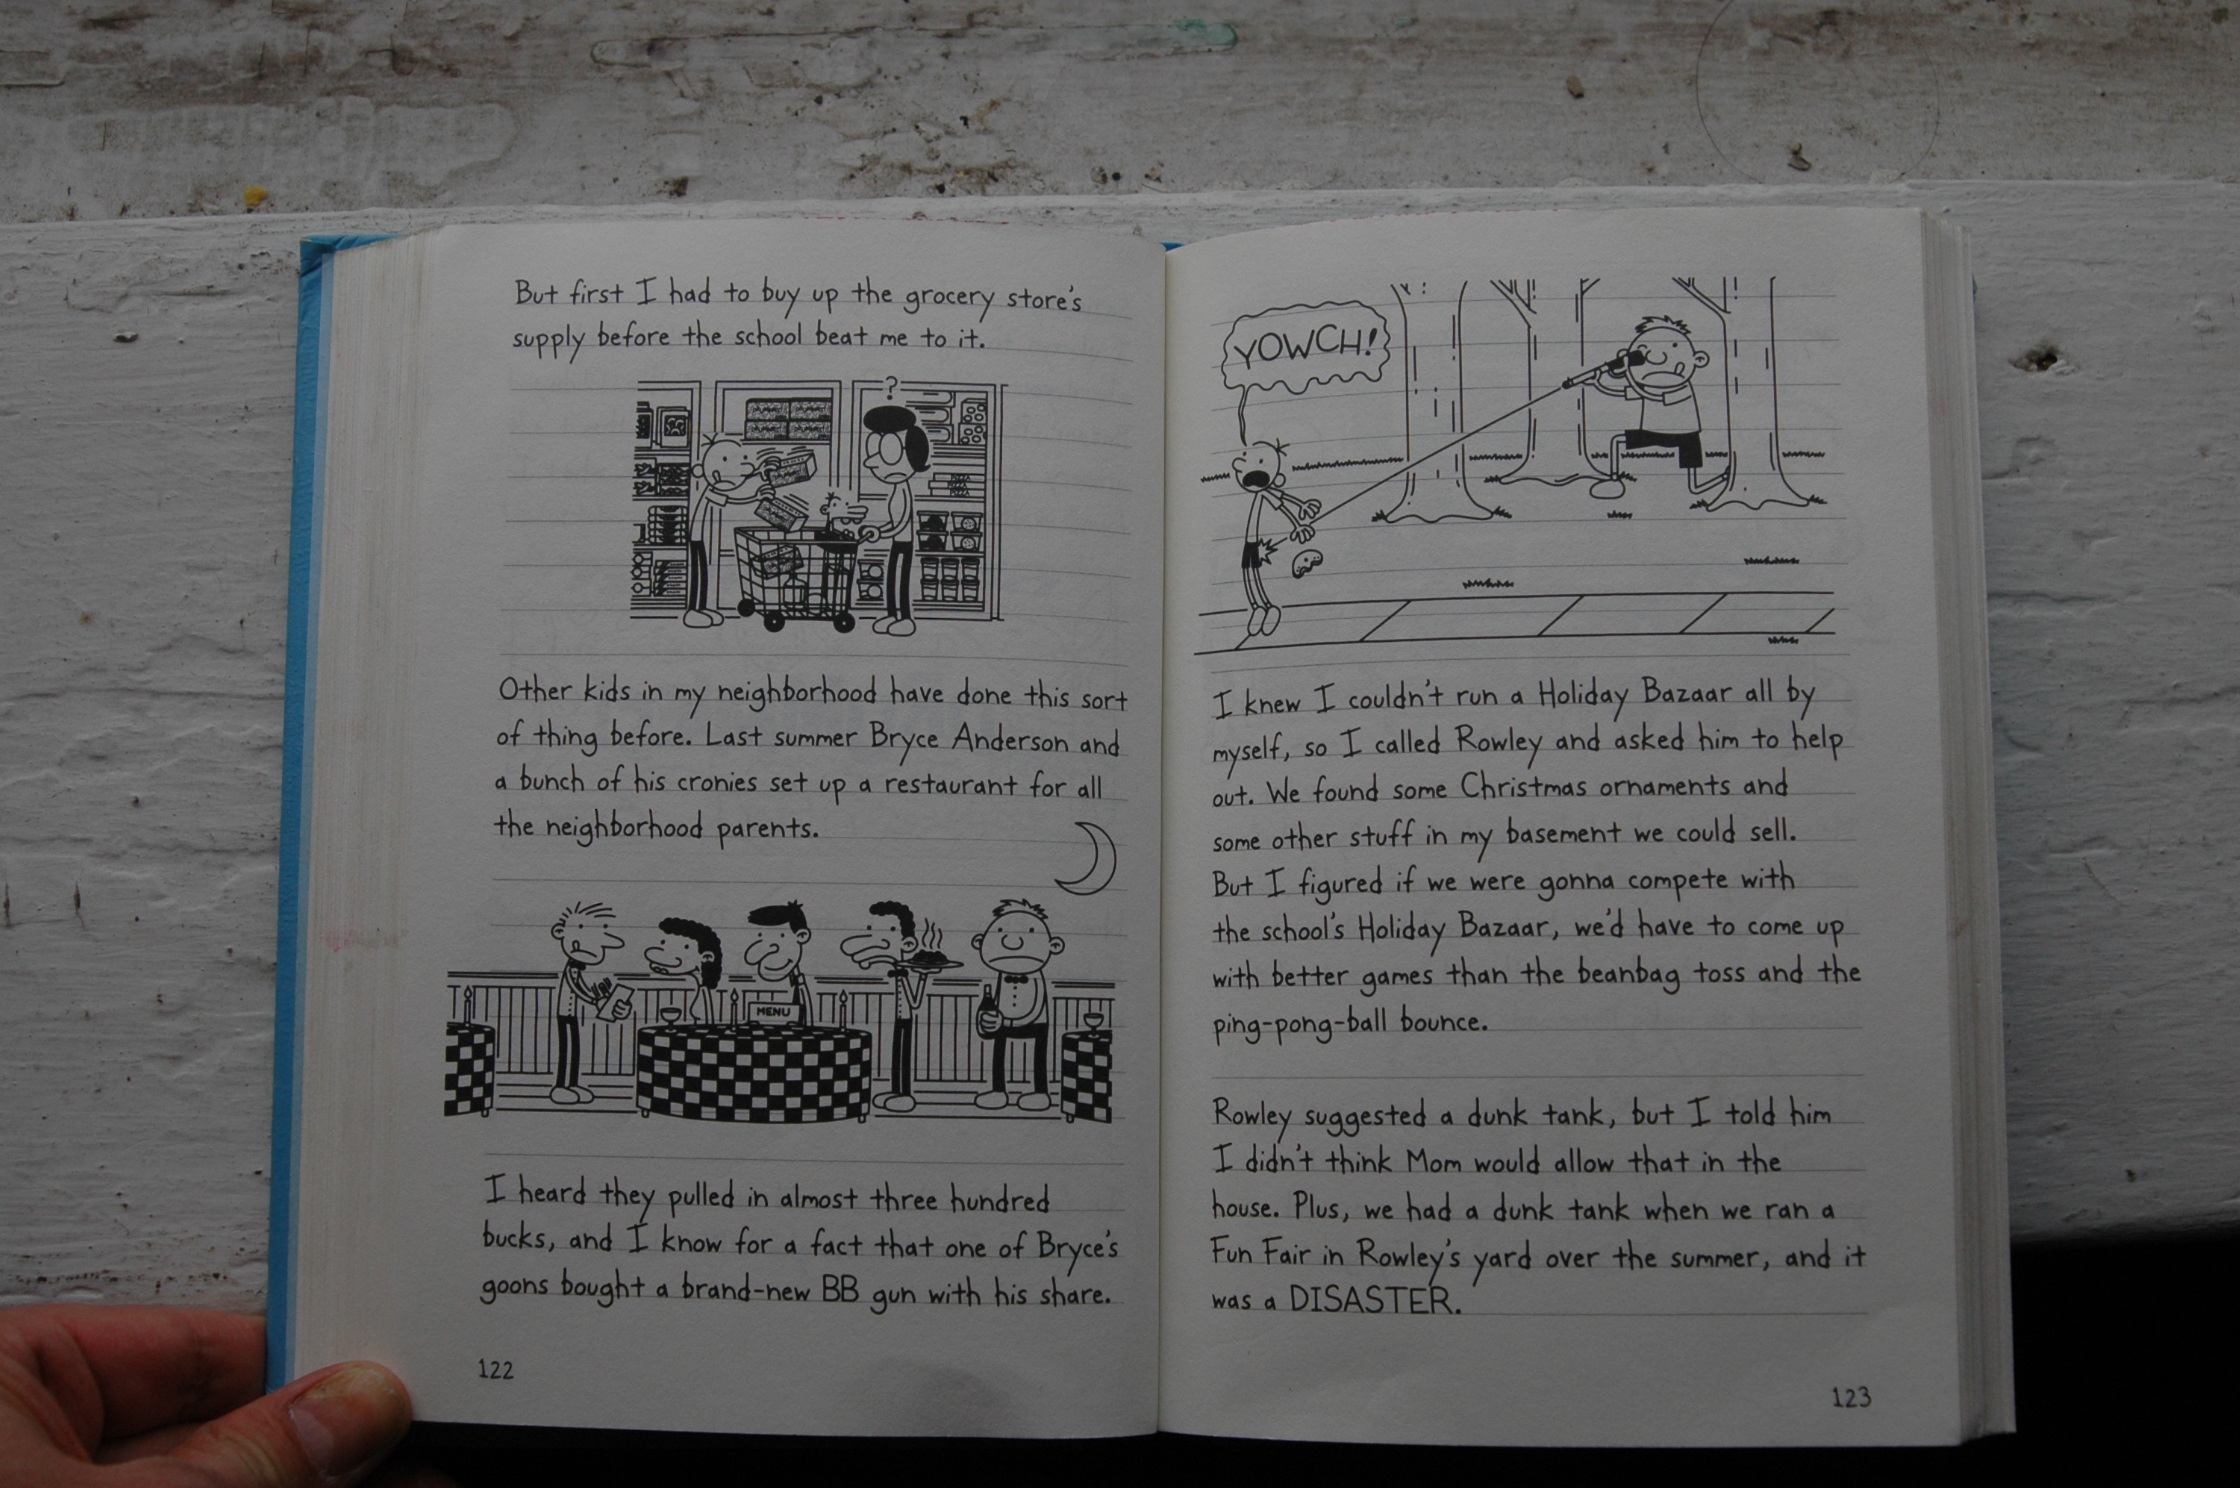 But first I had to buy up the grocery store's
supply before the school beat me to it.
?
PIZZA
PIZZA
PIZZA
Other kids in my neighborhood have done this sort
of thing before. Last summer Bryce Anderson and
a bunch of his cronies set up a restaurant for all
the neighborhood parents.
MENU
I heard they pulled in almost three hundred
bucks, and I know for a fact that one of Bryce's
goons bought a brand-new BB gun with his share.
122
YOWCH!
I knew I couldn't run a Holiday Bazaar all by
myself, so I called Rowley and asked him to help
out. We found some Christmas ornaments and
some other stuff in my basement we could sell.
But I figured if we were gonna compete with
the school's Holiday Bazaar, we'd have to come up
with better games than the beanbag toss and the
ping-pong-ball bounce.
Rowley suggested a dunk tank, but I told him
I didn't think Mom would allow that in the
house. Plus, we had a dunk tank when we ran a
Fun Fair in Rowley's yard over the summer, and it
was a DISASTER.
123